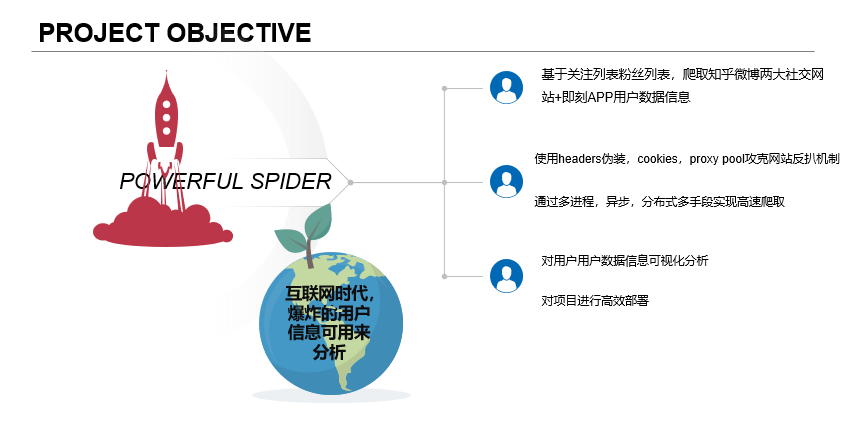 PROJECT OBJECTIVE
POWERFUL SPIDER
互联网时代，
爆炸的用户
信息可用来
分析
基于关注列表粉丝列表，爬取知乎微博两大社交网
站+即刻APP用户数据信息
使用headers伪装，cookies，proxy pool攻克网站反扒机制
通过多进程，异步，分布式多手段实现高速爬取
对用户用户数据信息可视化分析
对项目进行高效部署